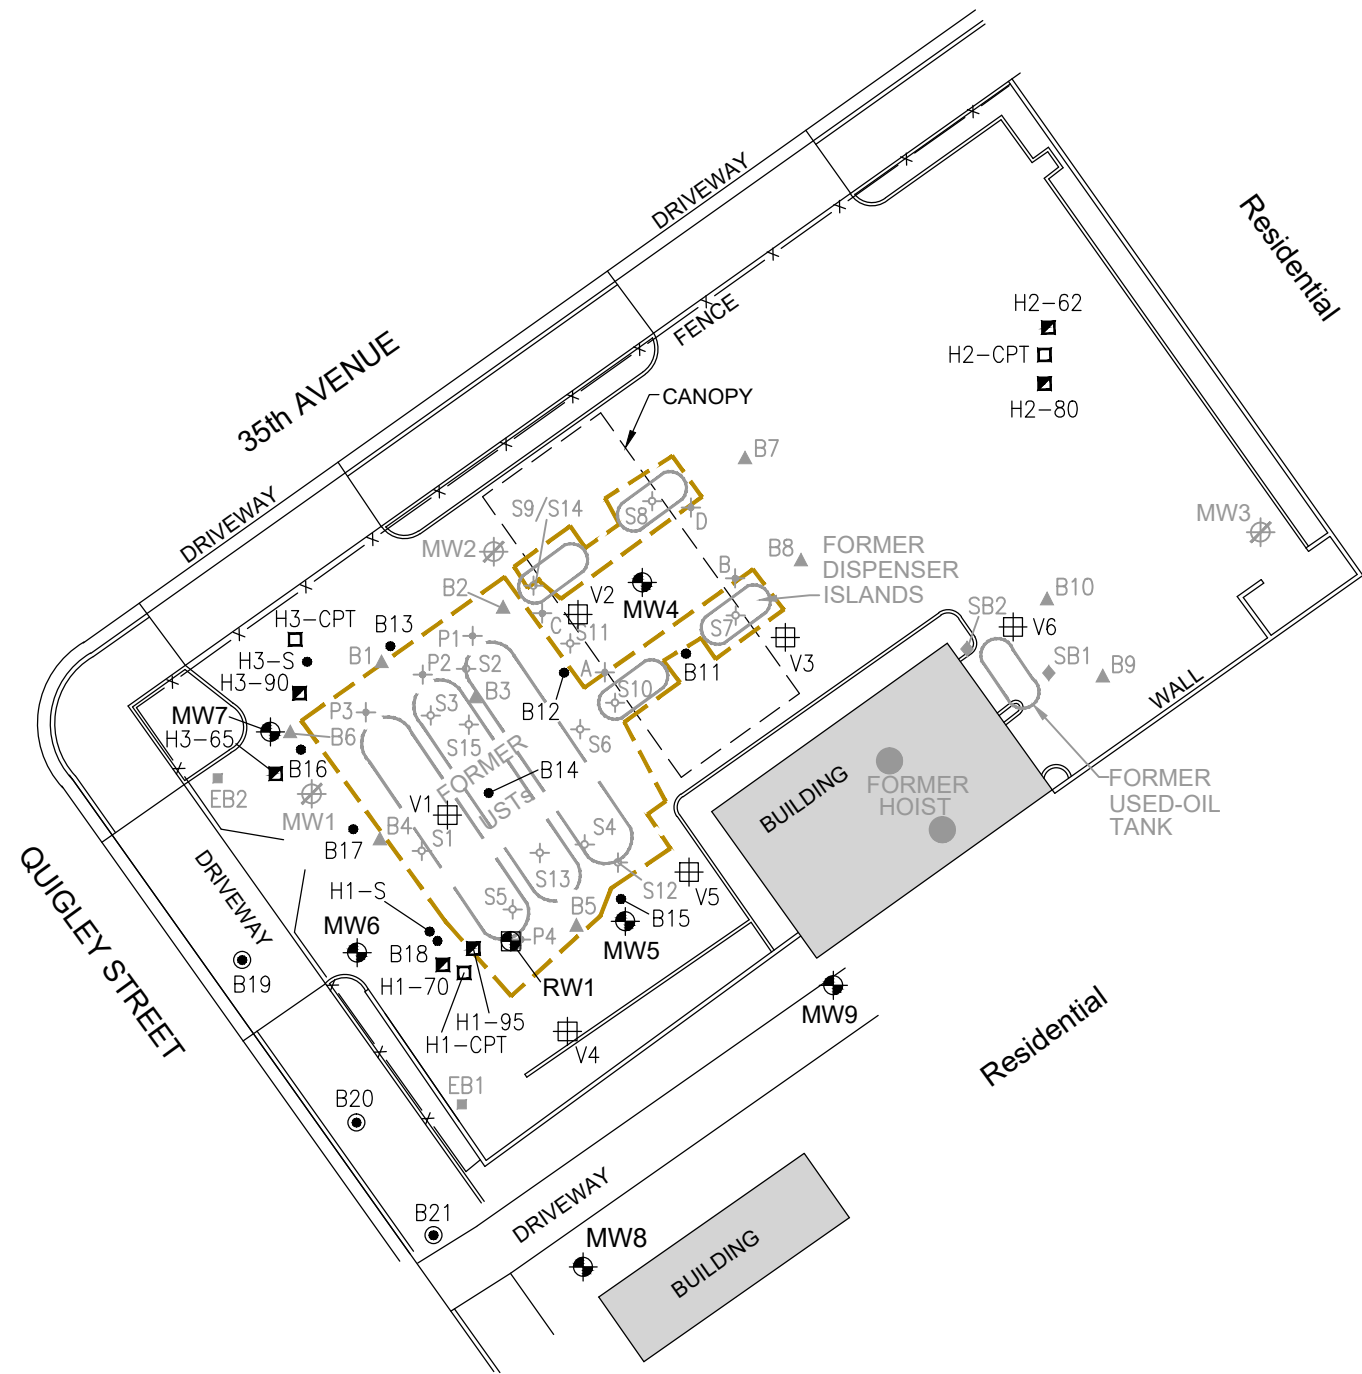 DRIVEWAY
Residential
35th AVENUE
FENCE
H2-62
H2-CPT
H2-80
CANOPY
DRIVEWAY
B7
S9/S14
S8
D
MW2
MW3
B8
FORMER
DISPENSER
ISLANDS
B
B2
MW4
V2
C
S11
SB2
B10
V6
H3-CPT
B13
P1
S7
V3
H3-S
B1
P2
S2
A
B11
SB1
B9
H3-90
B3
S10
WALL
MW7
P3
S3
B12
H3-65
B6
S15
S6
B16
FORMER
USTs
B14
BUILDING
FORMER
HOIST
FORMER
USED-OIL
TANK
EB2
MW1
V1
B17
B4
S1
S4
QUIGLEY STREET
DRIVEWAY
S13
S12
V5
H1-S
S5
B5
B15
MW6
B18
P4
MW5
B19
H1-70
RW1
MW9
H1-95
H1-CPT
V4
Residential
EB1
B20
DRIVEWAY
B21
MW8
BUILDING